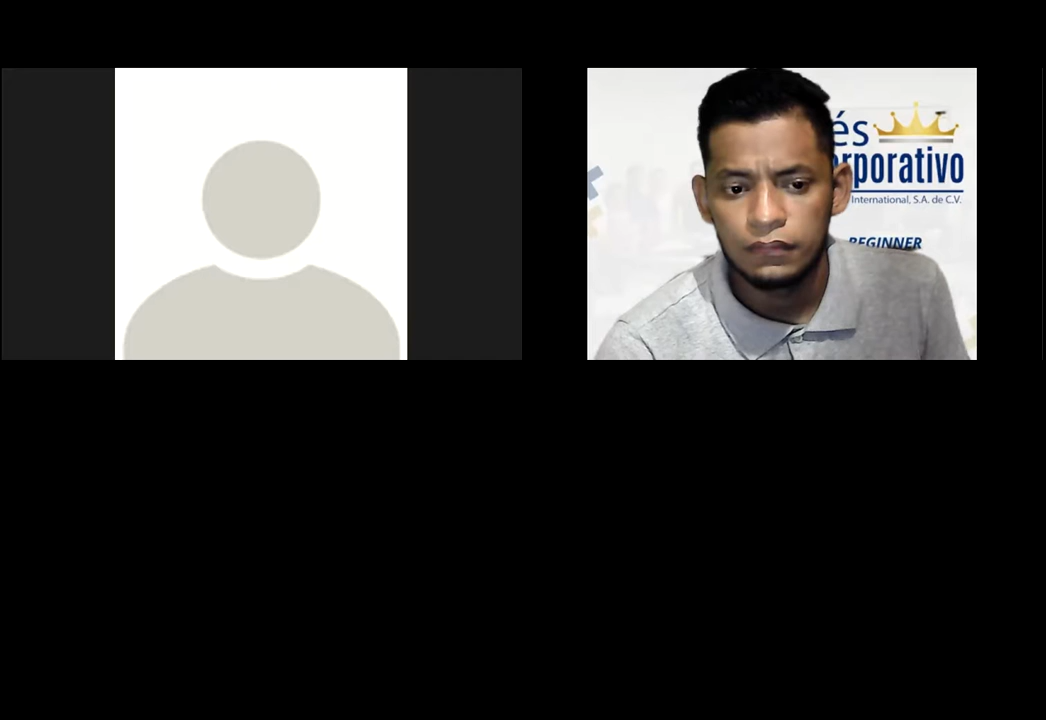 és
rporativo
International, S.A. de C.V.
BEGINNER